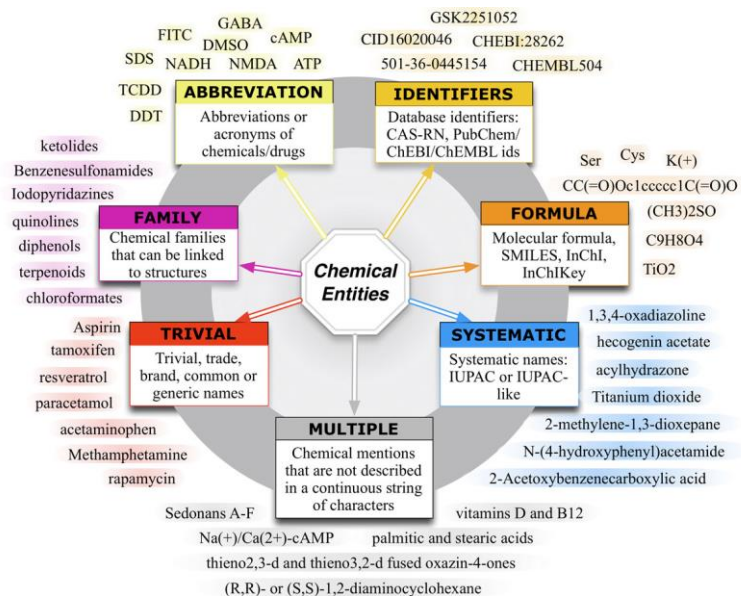 GABA
FITC
cAMP
DMSO
SDS
NADH
NMDA
ATP
TCDD
DDT
ABBREVIATION
Abbreviations or
acronyms of
chemicals/drugs
GSK2251052
CID16020046
CHEBI:28262
501-36-0445154
CHEMBL504
IDENTIFIERS
Database identifiers:
CAS-RN, PubChem/
ChEBI/ChEMBL ids
ketolides
Benzenesulfonamides
Iodopyridazines
quinolines
diphenols
terpenoids
chloroformates
FAMILY
Chemical families
that can be linked
to structures
Chemical
Entities
Ser
Cys
K(+)
CC(=O)Oc1ccccc1C(=O)O
(CH3)2SO
C9H8O4
TiO2
FORMULA
Molecular formula,
SMILES, InChI,
InChIKey
Aspirin
tamoxifen
resveratrol
paracetamol
acetaminophen
Methamphetamine
rapamycin
TRIVIAL
Trivial, trade,
brand, common or
generic names
SYSTEMATIC
Systematic names:
IUPAC or IUPAC-
like
1,3,4-oxadiazoline
hecogenin acetate
acylhydrazone
Titanium dioxide
2-methylene-1,3-dioxepane
N-(4-hydroxyphenyl)acetamide
2-Acetoxybenzenecarboxylic acid
MULTIPLE
Chemical mentions
that are not described
in a continuous string
of characters
Sedonans A-F
vitamins D and B12
Na(+)/Ca(2+)-cAMP
palmitic and stearic acids
thieno2,3-d and thieno3,2-d fused oxazin-4-ones
(R,R)- or (S,S)-1,2-diaminocyclohexane